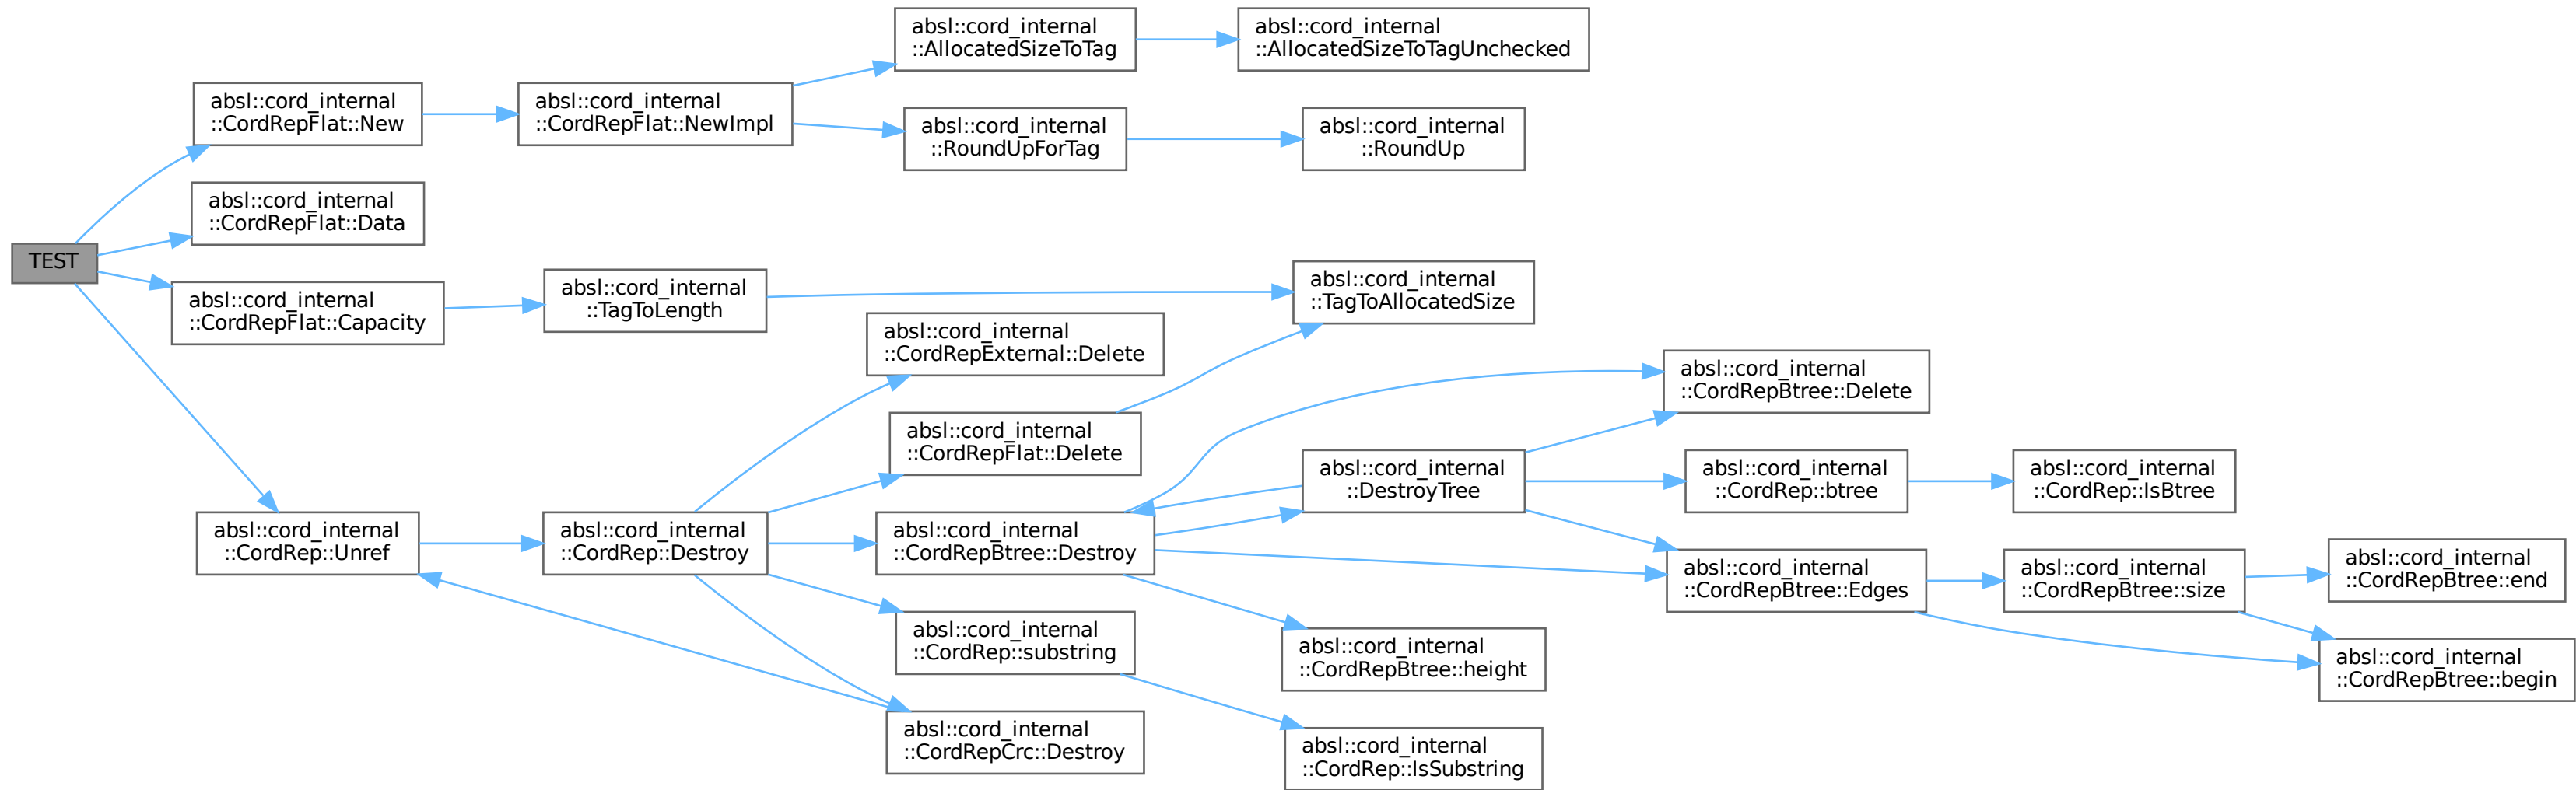 absl::cord_internal
::AllocatedSizeToTag
absl::cord_internal
::AllocatedSizeToTagUnchecked
absl::cord_internal
::CordRepFlat::New
absl::cord_internal
::CordRepFlat::NewImpl
absl::cord_internal
::RoundUpForTag
absl::cord_internal
::RoundUp
absl::cord_internal
::CordRepFlat::Data
TEST
absl::cord_internal
::CordRepFlat::Capacity
absl::cord_internal
::TagToLength
absl::cord_internal
::TagToAllocatedSize
absl::cord_internal
::CordRepExternal::Delete
absl::cord_internal
::CordRepBtree::Delete
absl::cord_internal
::CordRepFlat::Delete
absl::cord_internal
::DestroyTree
absl::cord_internal
::CordRep::btree
absl::cord_internal
::CordRep::IsBtree
absl::cord_internal
::CordRep::Unref
absl::cord_internal
::CordRep::Destroy
absl::cord_internal
::CordRepBtree::Destroy
absl::cord_internal
::CordRepBtree::Edges
absl::cord_internal
::CordRepBtree::size
absl::cord_internal
::CordRepBtree::end
absl::cord_internal
::CordRep::substring
absl::cord_internal
::CordRepBtree::height
absl::cord_internal
::CordRepBtree::begin
absl::cord_internal
::CordRepCrc::Destroy
absl::cord_internal
::CordRep::IsSubstring